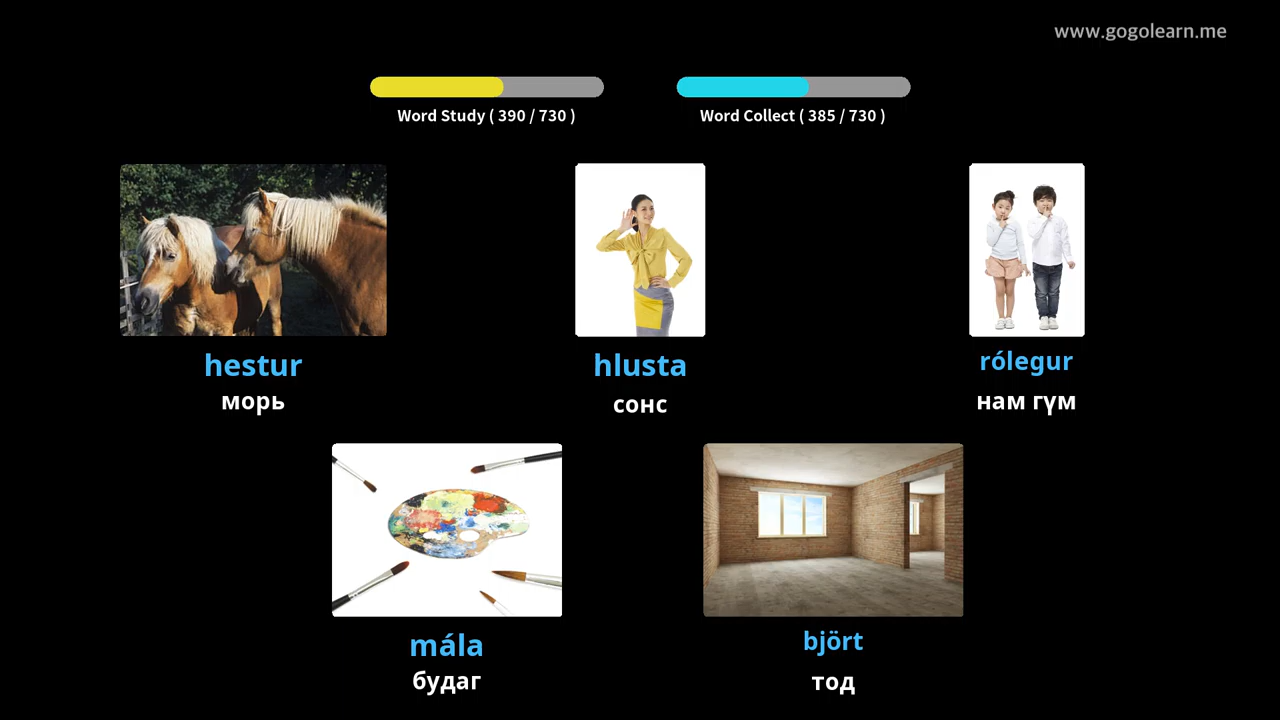 www.gogolearn.me
Word Study ( 390 / 730 )
Word Collect ( 385 / 730 )
hestur
морь
hlusta
сонс
rólegur
нам гүм
mála
будаг
björt
тод